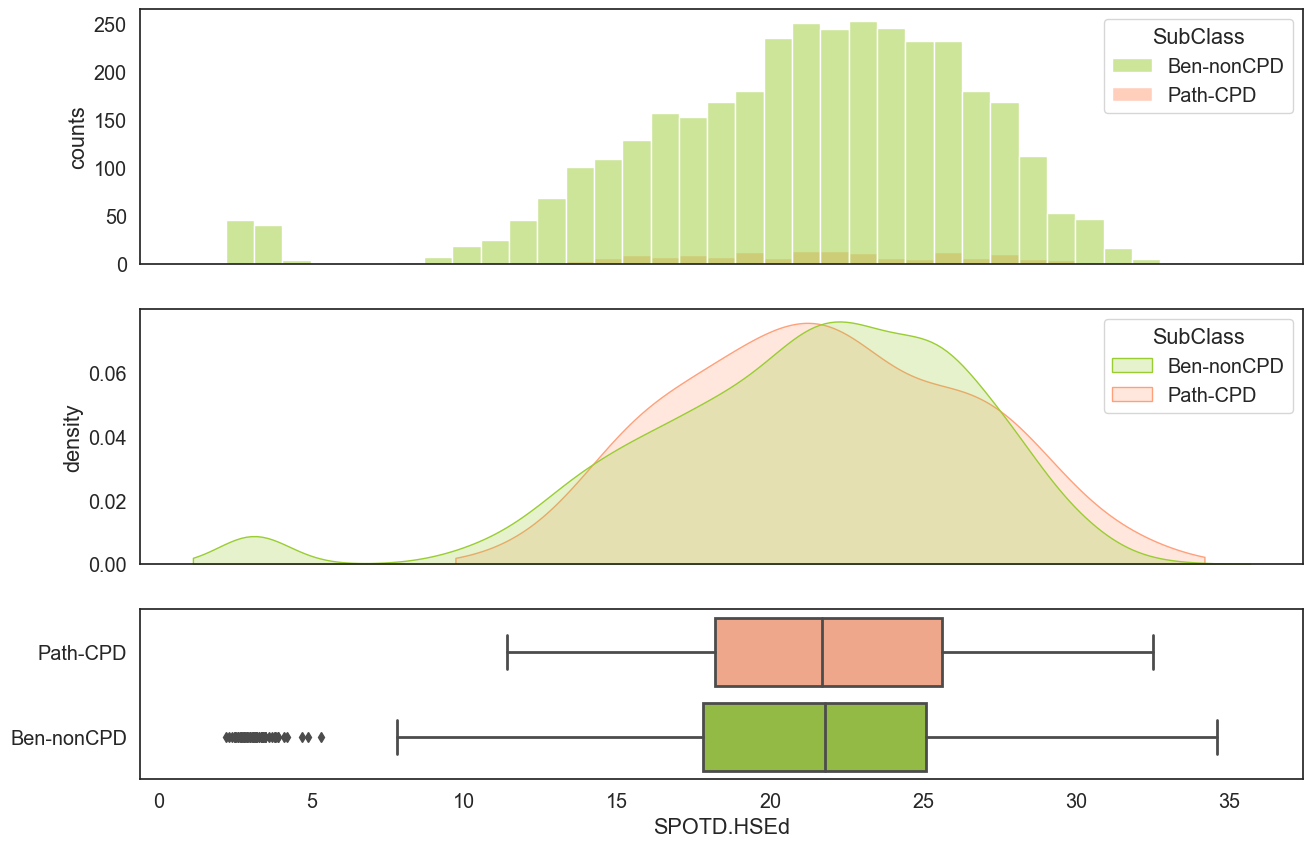 250
200
150
100
50
0
counts
SubClass
Ben-nonCPD
Path-CPD
0.06
0.04
0.02
0.00
density
SubClass
Ben-nonCPD
Path-CPD
Path-CPD
Ben-nonCPD
0 5 10 15 20 25 30 35
SPOTD.HSEd